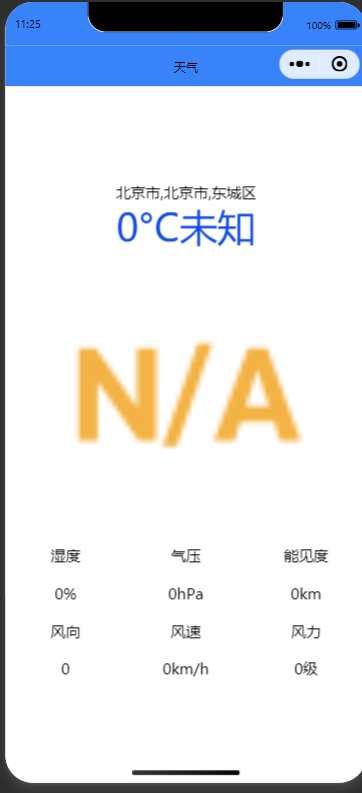 11:25
100%
天气
北京市,北京市,东城区
0°C未知
N/A
湿度 气压 能见度
0% 0hPa 0km
风向 风速 风力
0 0km/h 0级